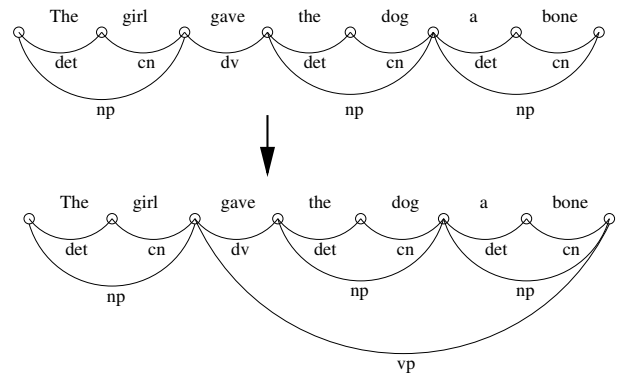 The girl gave the dog a bone
det cn dv det cn det cn
np np np
The girl gave the dog a bone
det cn dv det cn det cn
np np np
vp